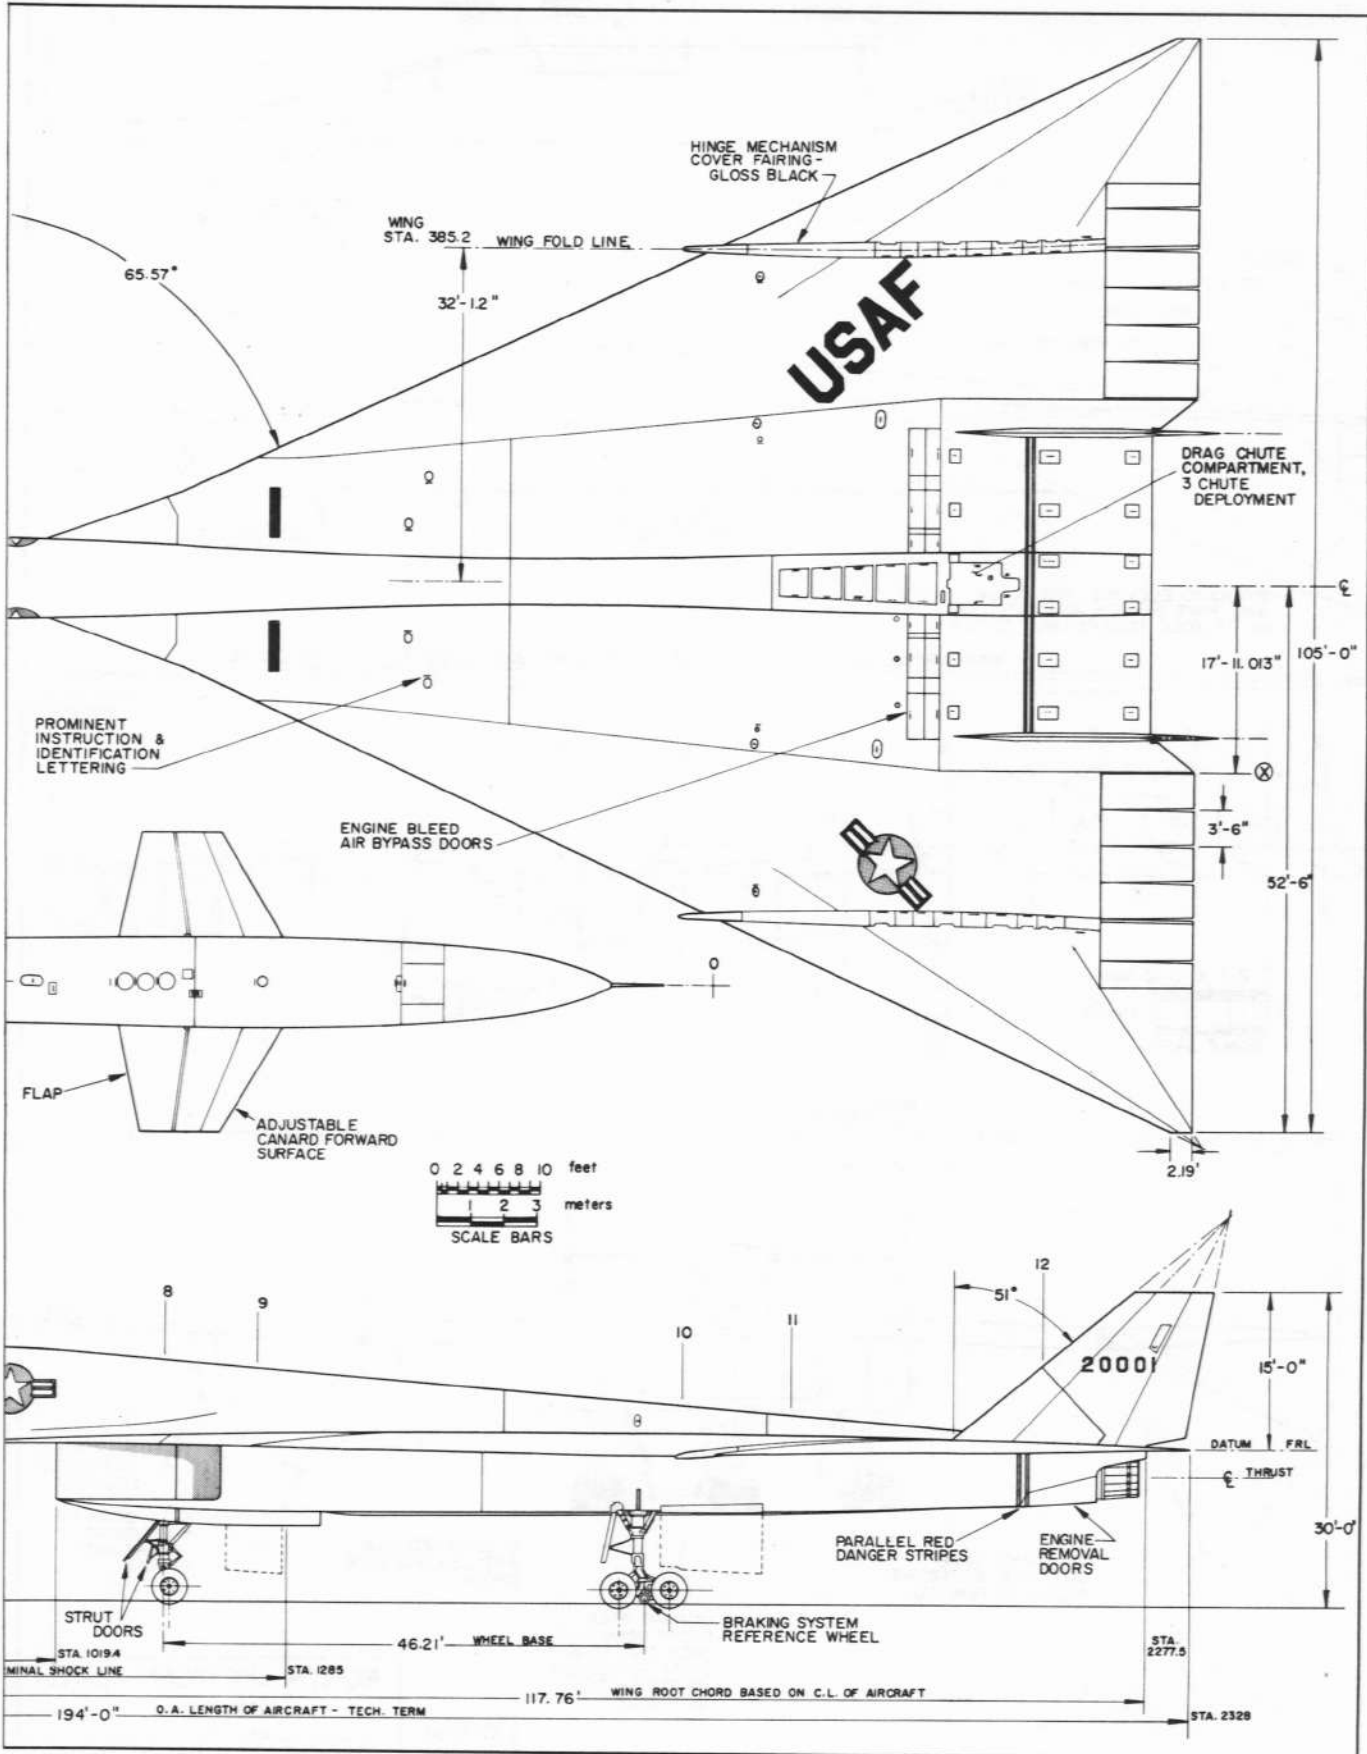 HINGE MECHANISM
COVER FAIRING-
GLOSS BLACK
WING
STA. 385.2
WING FOLD LINE
65.57°
32'-1.2"
USAF
DRAG CHUTE
COMPARTMENT,
3 CHUTE
DEPLOYMENT
℄
17'-11.013"
105'-0"
PROMINENT
INSTRUCTION &
IDENTIFICATION
LETTERING
X
ENGINE BLEED
AIR BYPASS DOORS
3'-6"
52'-6"
0
FLAP
ADJUSTABLE
CANARD FORWARD
SURFACE
2.19'
0 2 4 6 8 10 feet
1 2 3 meters
SCALE BARS
8
9
10
11
12
51°
20001
15'-0"
DATUM FRL
℄ THRUST
30'-0"
PARALLEL RED
DANGER STRIPES
ENGINE
REMOVAL
DOORS
STRUT
DOORS
BRAKING SYSTEM
REFERENCE WHEEL
46.21' WHEEL BASE
STA. 1019.4
STA.
2277.5
MINAL SHOCK LINE
STA. 1285
117.76' WING ROOT CHORD BASED ON C.L. OF AIRCRAFT
194'-0" O.A. LENGTH OF AIRCRAFT - TECH. TERM
STA. 2328